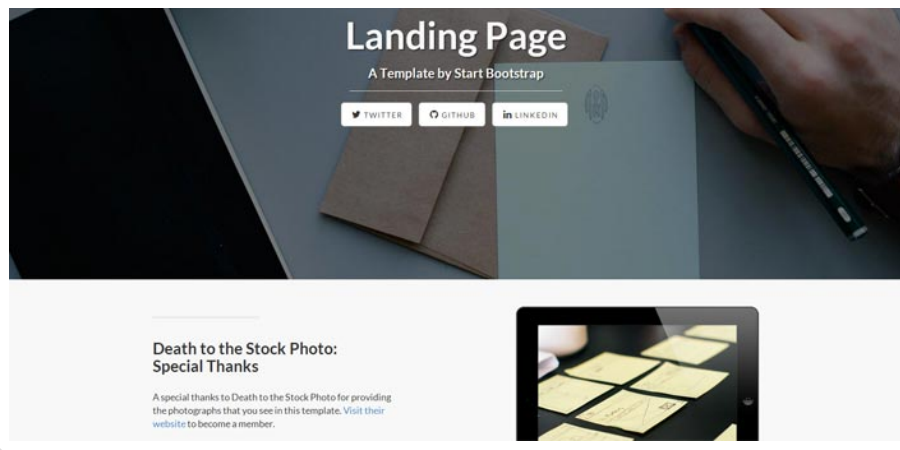 Landing Page
A Template by Start Bootstrap
TWITTER GITHUB LINKEDIN
Death to the Stock Photo:
Special Thanks
A special thanks to Death to the Stock Photo for providing
the photographs that you see in this template. Visit their
website to become a member.